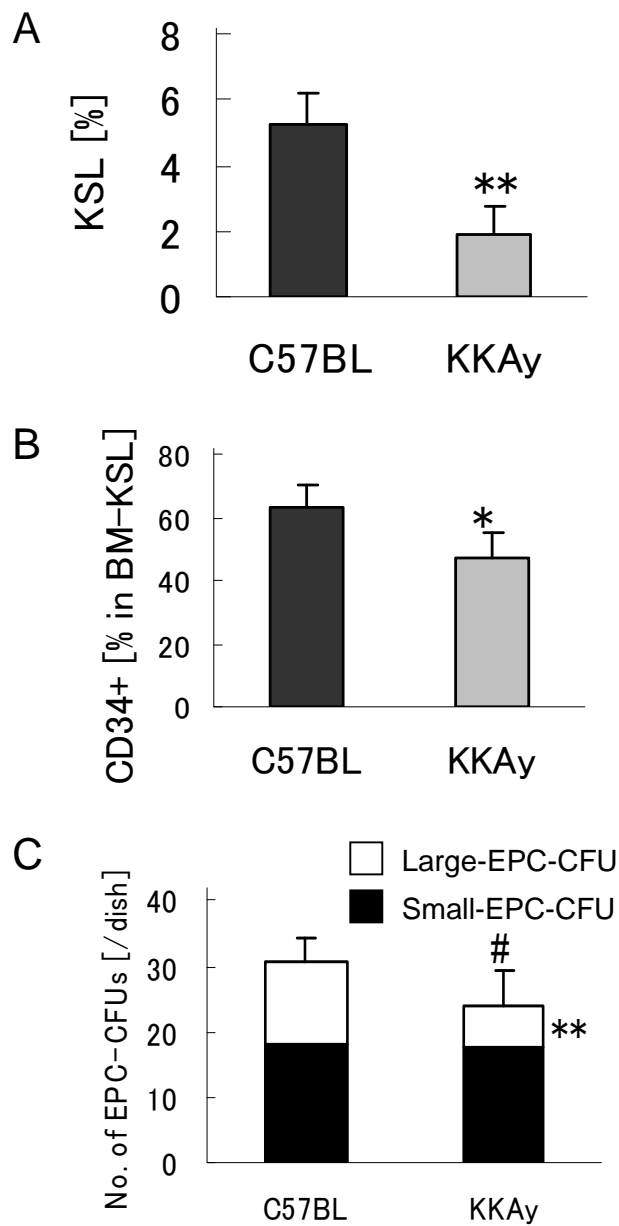 A
KSL [%]
8
6
4
2
0
**
C57BL KKAy
B
CD34+ [% in BM-KSL]
80
60
40
20
0
*
C57BL KKAy
C
Large-EPC-CFU
Small-EPC-CFU
No. of EPC-CFUs [/dish]
40
30
20
10
0
#
**
C57BL KKAy